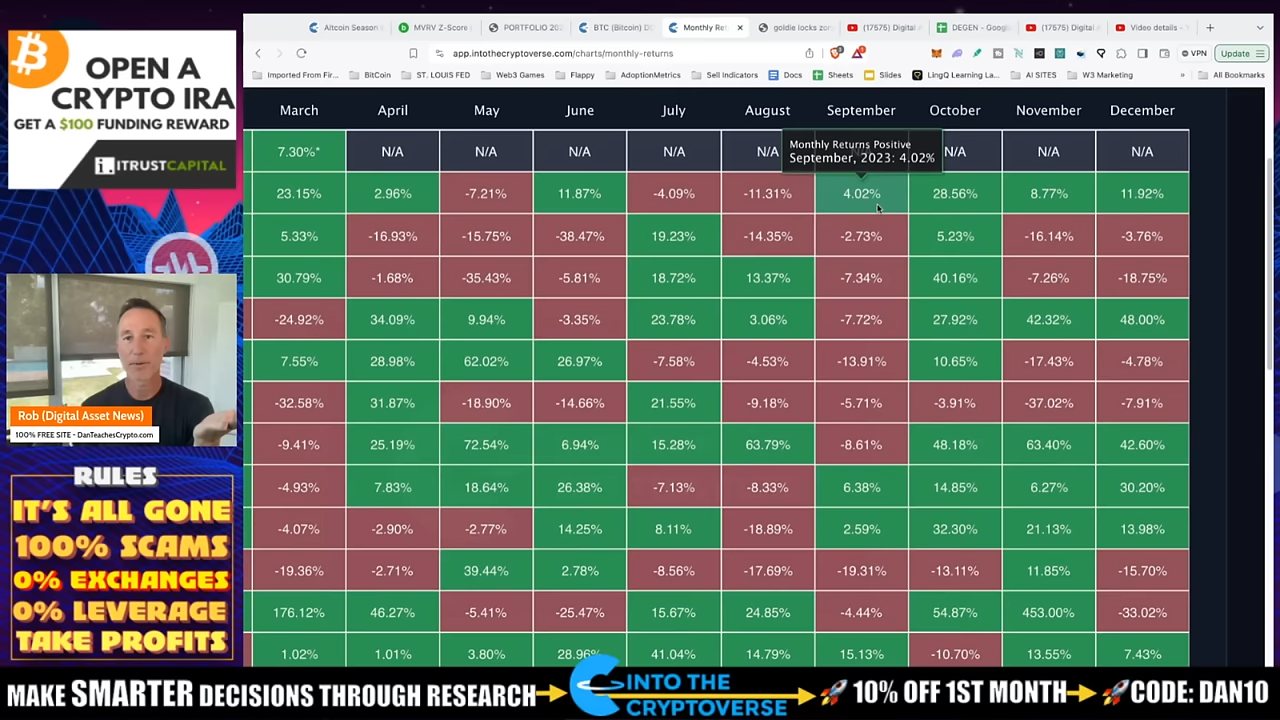 OPEN A
CRYPTO IRA
GET A $100 FUNDING REWARD
i. iTRUSTCAPITAL
Rob (Digital Asset News)
100% FREE SITE - DanTeachesCrypto.com
RULES
IT'S ALL GONE
100% SCAMS
0% EXCHANGES
0% LEVERAGE
TAKE PROFITS
Altcoin Season
MVRV Z-Score
PORTFOLIO 202
BTC (Bitcoin) D
Monthly Ret
goldie locks zon
(17575) Digital
DEGEN - Googl
(17575) Digital
Video details -
app.intothecryptoverse.com/charts/monthly-returns
VPN
Update
Imported From Fir...
BitCoin
ST. LOUIS FED
Web3 Games
Flappy
AdoptionMetrics
Sell Indicators
Docs
Sheets
Slides
LingQ Learning La...
AI SITES
W3 Marketing
»
All Bookmarks
March April May June July August September October November December
7.30%* N/A N/A N/A N/A N/A N/A N/A N/A
Monthly Returns Positive
September, 2023: 4.02%
23.15% 2.96% -7.21% 11.87% -4.09% -11.31% 4.02% 28.56% 8.77% 11.92%
5.33% -16.93% -15.75% -38.47% 19.23% -14.35% -2.73% 5.23% -16.14% -3.76%
30.79% -1.68% -35.43% -5.81% 18.72% 13.37% -7.34% 40.16% -7.26% -18.75%
-24.92% 34.09% 9.94% -3.35% 23.78% 3.06% -7.72% 27.92% 42.32% 48.00%
7.55% 28.98% 62.02% 26.97% -7.58% -4.53% -13.91% 10.65% -17.43% -4.78%
-32.58% 31.87% -18.90% -14.66% 21.55% -9.18% -5.71% -3.91% -37.02% -7.91%
-9.41% 25.19% 72.54% 6.94% 15.28% 63.79% -8.61% 48.18% 63.40% 42.60%
-4.93% 7.83% 18.64% 26.38% -7.13% -8.33% 6.38% 14.85% 6.27% 30.20%
-4.07% -2.90% -2.77% 14.25% 8.11% -18.89% 2.59% 32.30% 21.13% 13.98%
-19.36% -2.71% 39.44% 2.78% -8.56% -17.69% -19.31% -13.11% 11.85% -15.70%
176.12% 46.27% -5.41% -25.47% 15.67% 24.85% -4.44% 54.87% 453.00% -33.02%
1.02% 1.01% 3.80% 28.96% 41.04% 14.79% 15.13% -10.70% 13.55% 7.43%
MAKE SMARTER DECISIONS THROUGH RESEARCH
INTO THE
CRYPTOVERSE
10% OFF 1ST MONTH
CODE: DAN10